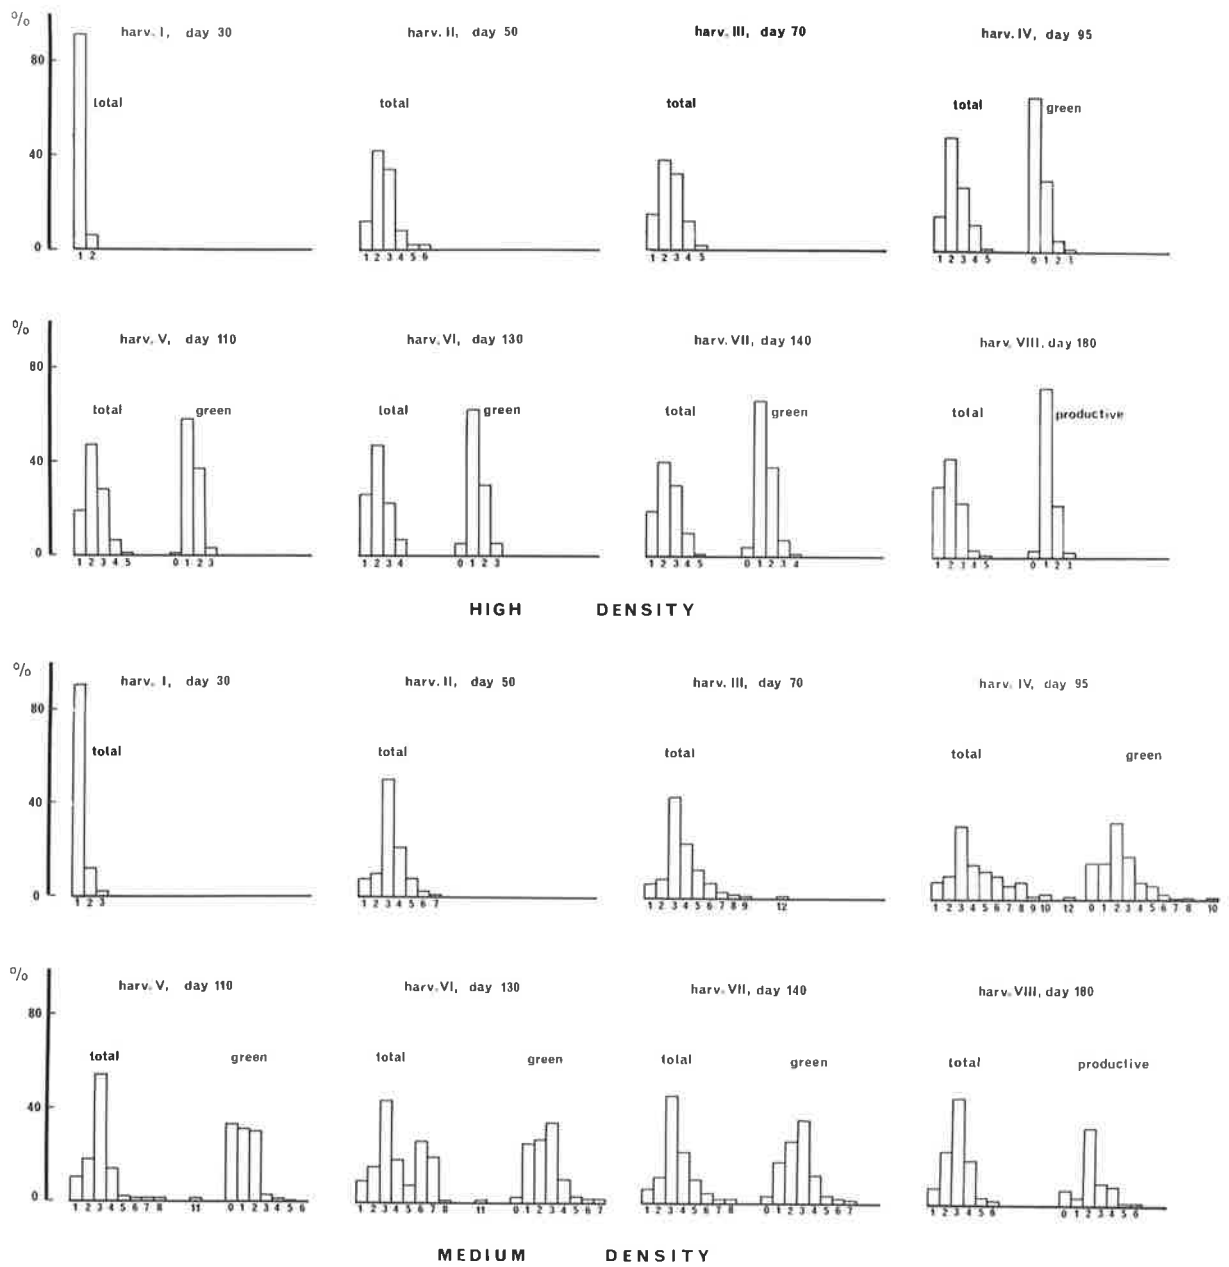 %
harv. I, day 30
harv. II, day 50
harv. III, day 70
harv. IV, day 95
80
total
total
total
total
green
40
0
1 2
1 2 3 4 5 6
1 2 3 4 5
1 2 3 4 5
0 1 2 3
%
harv. V, day 110
harv. VI, day 130
harv. VII, day 140
harv. VIII, day 180
80
total
green
total
green
total
green
total
productive
40
0
1 2 3 4 5
0 1 2 3
1 2 3 4
0 1 2 3
1 2 3 4 5
0 1 2 3 4
1 2 3 4 5
0 1 2 3
HIGH DENSITY
%
harv. I, day 30
harv. II, day 50
harv. III, day 70
harv. IV, day 95
80
total
total
total
total
green
40
0
1 2 3
1 2 3 4 5 6 7
1 2 3 4 5 6 7 8 9 12
1 2 3 4 5 6 7 8 9 10 12
0 1 2 3 4 5 6 7 8 10
%
harv. V, day 110
harv. VI, day 130
harv. VII, day 140
harv. VIII, day 180
80
total
green
total
green
total
green
total
productive
40
0
1 2 3 4 5 6 7 8 11
0 1 2 3 4 5 6
1 2 3 4 5 6 7 8 11
0 1 2 3 4 5 6 7
1 2 3 4 5 6 7 8
0 1 2 3 4 5 6 7
1 2 3 4 5 6
0 1 2 3 4 5 6
MEDIUM DENSITY